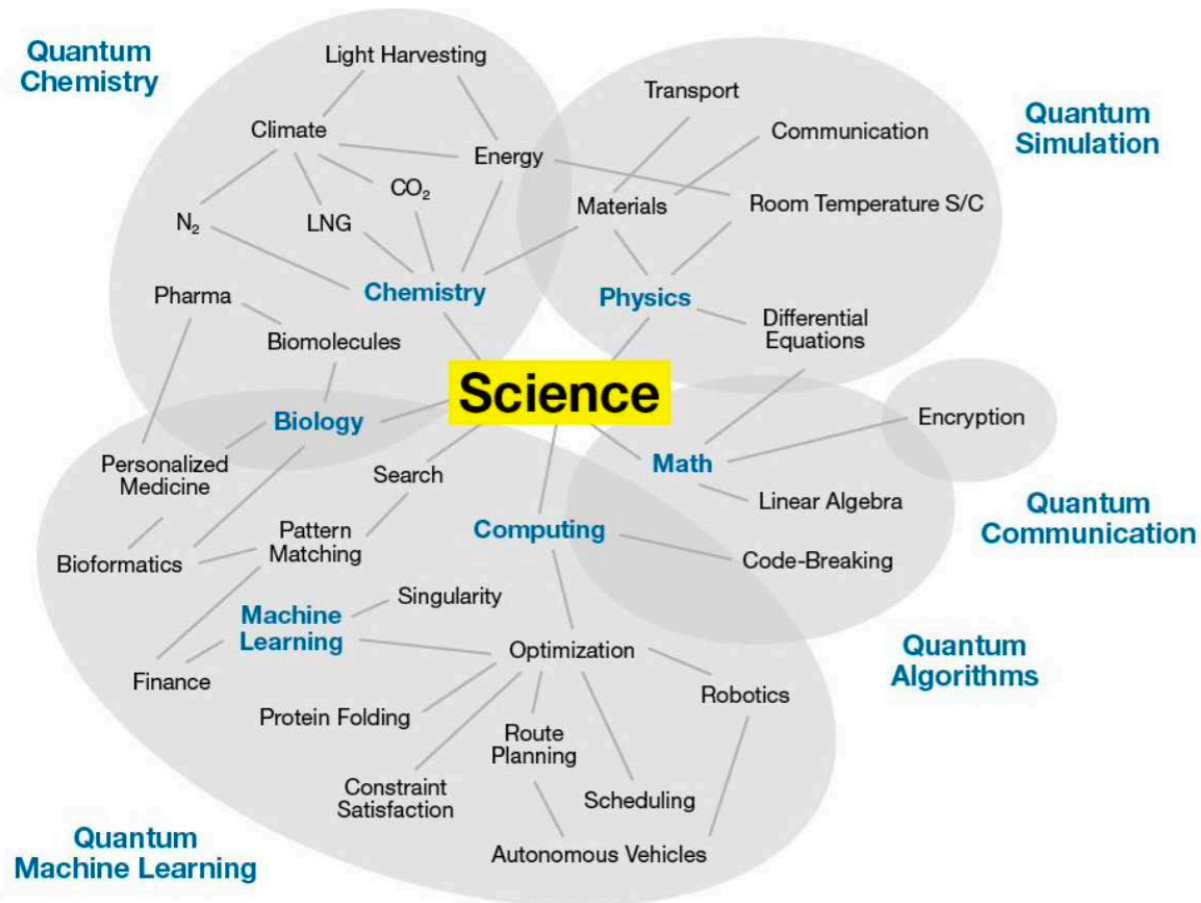 Quantum
Chemistry
Light Harvesting
Transport
Quantum
Simulation
Climate
Communication
Energy
CO₂
Materials
Room Temperature S/C
N₂
LNG
Chemistry
Physics
Pharma
Differential
Equations
Biomolecules
Science
Encryption
Biology
Math
Personalized
Medicine
Search
Linear Algebra
Quantum
Communication
Pattern
Matching
Computing
Bioformatics
Code-Breaking
Singularity
Machine
Learning
Optimization
Quantum
Algorithms
Finance
Robotics
Protein Folding
Route
Planning
Constraint
Satisfaction
Scheduling
Quantum
Machine Learning
Autonomous Vehicles